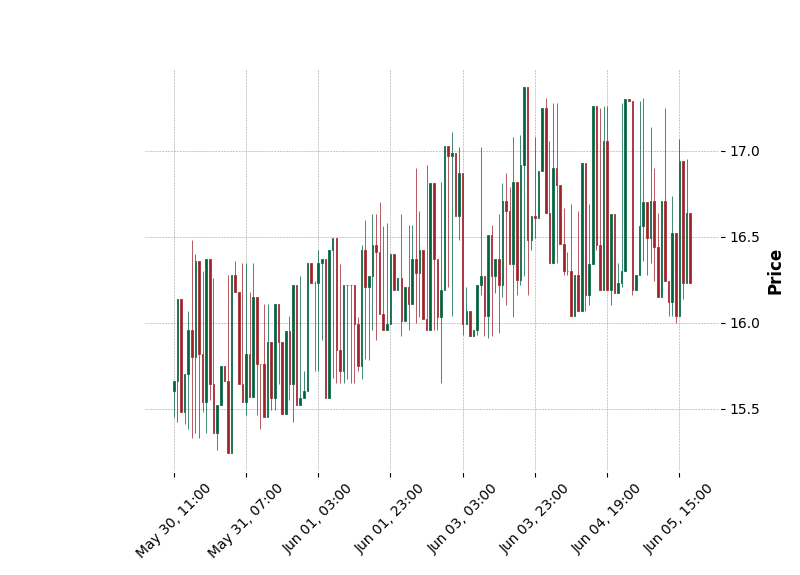 17.0
16.5
16.0
15.5
Price
May 30, 11:00
May 31, 07:00
Jun 01, 03:00
Jun 01, 23:00
Jun 03, 03:00
Jun 03, 23:00
Jun 04, 19:00
Jun 05, 15:00